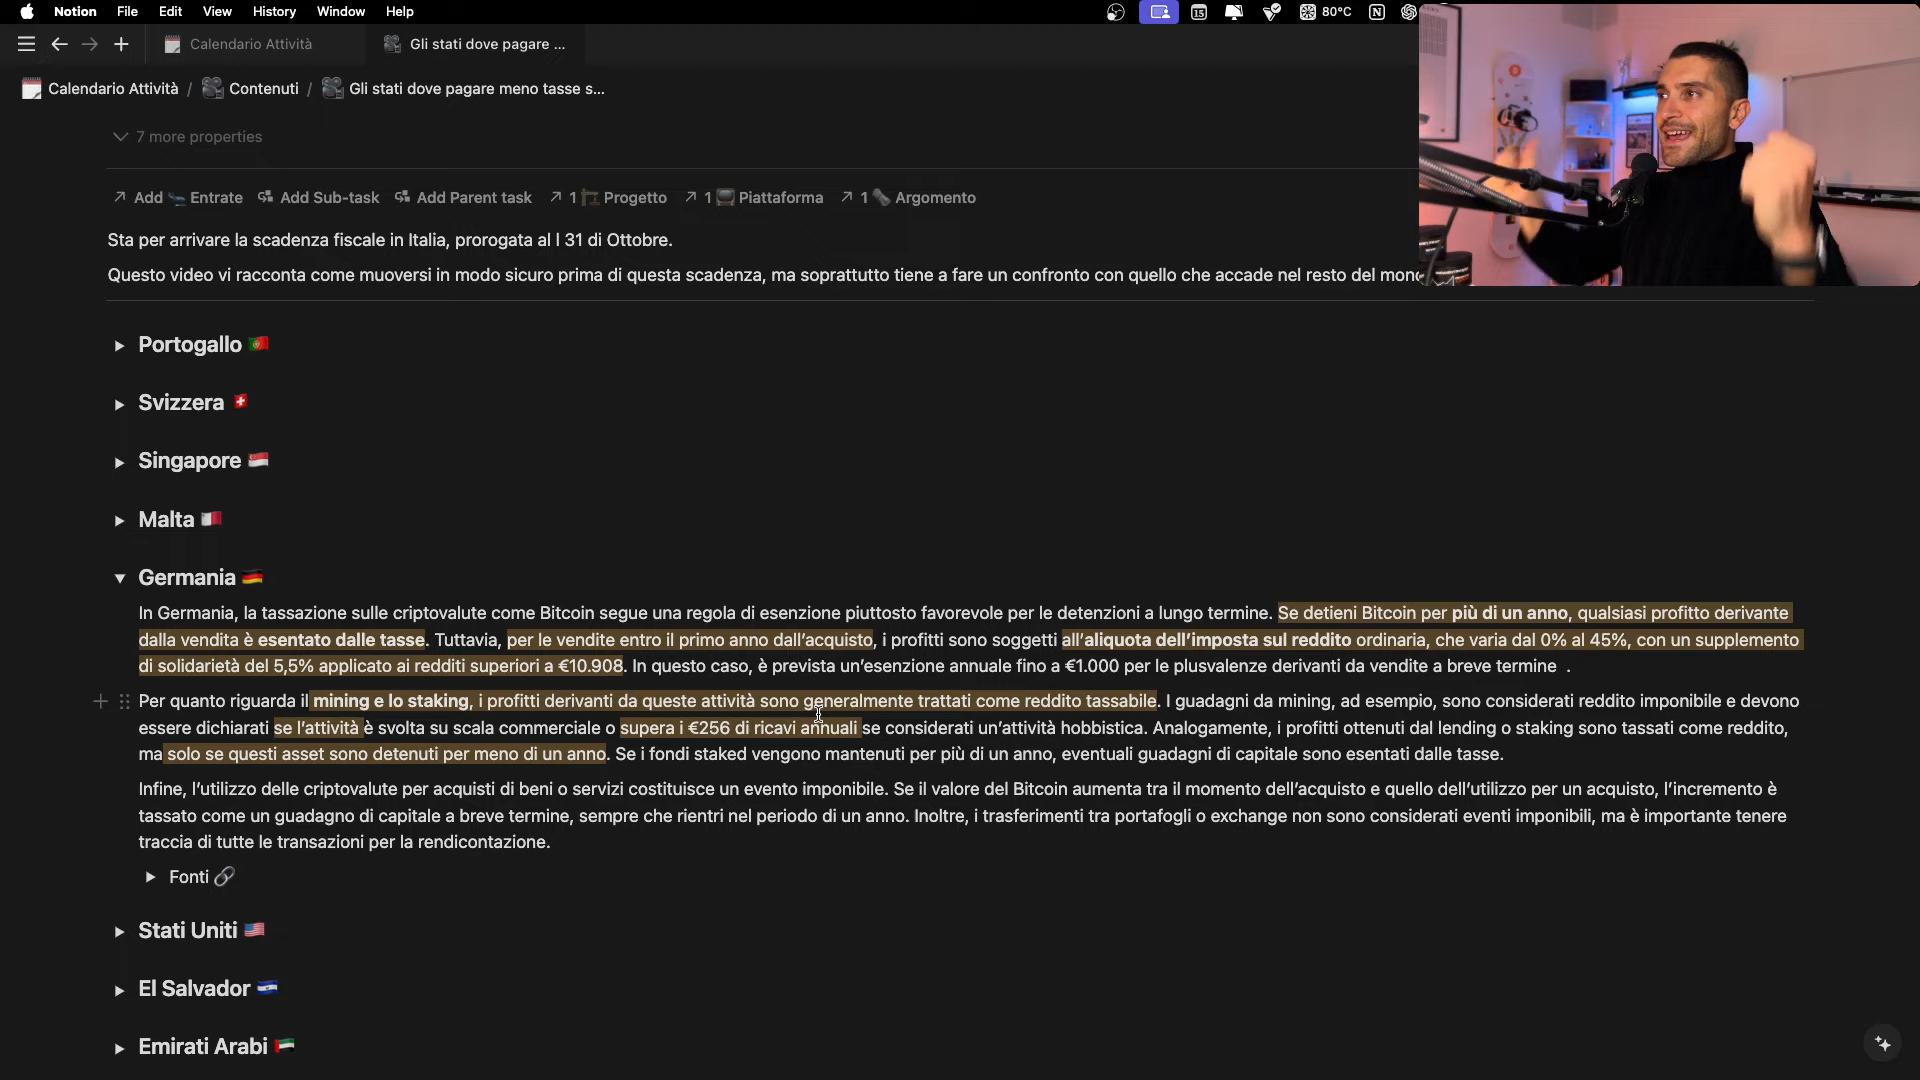 Notion File Edit View History Window Help 15 80°C
Calendario Attività Gli stati dove pagare ...
Calendario Attività / Contenuti / Gli stati dove pagare meno tasse s...
7 more properties
Add Entrate Add Sub-task Add Parent task 1 Progetto 1 Piattaforma 1 Argomento
Sta per arrivare la scadenza fiscale in Italia, prorogata al l 31 di Ottobre.
Questo video vi racconta come muoversi in modo sicuro prima di questa scadenza, ma soprattutto tiene a fare un confronto con quello che accade nel resto del
Portogallo
Svizzera
Singapore
Malta
Germania
In Germania, la tassazione sulle criptovalute come Bitcoin segue una regola di esenzione piuttosto favorevole per le detenzioni a lungo termine. Se detieni Bitcoin per più di un anno, qualsiasi profitto derivante
dalla vendita è esentato dalle tasse. Tuttavia, per le vendite entro il primo anno dall'acquisto, i profitti sono soggetti all'aliquota dell'imposta sul reddito ordinaria, che varia dal 0% al 45%, con un supplemento
di solidarietà del 5,5% applicato ai redditi superiori a €10.908. In questo caso, è prevista un'esenzione annuale fino a €1.000 per le plusvalenze derivanti da vendite a breve termine .
Per quanto riguarda il mining e lo staking, i profitti derivanti da queste attività sono generalmente trattati come reddito tassabile. I guadagni da mining, ad esempio, sono considerati reddito imponibile e devono
essere dichiarati se l'attività è svolta su scala commerciale o supera i €256 di ricavi annuali se considerati un'attività hobbistica. Analogamente, i profitti ottenuti dal lending o staking sono tassati come reddito,
ma solo se questi asset sono detenuti per meno di un anno. Se i fondi staked vengono mantenuti per più di un anno, eventuali guadagni di capitale sono esentati dalle tasse.
Infine, l'utilizzo delle criptovalute per acquisti di beni o servizi costituisce un evento imponibile. Se il valore del Bitcoin aumenta tra il momento dell'acquisto e quello dell'utilizzo per un acquisto, l'incremento è
tassato come un guadagno di capitale a breve termine, sempre che rientri nel periodo di un anno. Inoltre, i trasferimenti tra portafogli o exchange non sono considerati eventi imponibili, ma è importante tenere
traccia di tutte le transazioni per la rendicontazione.
Fonti
Stati Uniti
El Salvador
Emirati Arabi